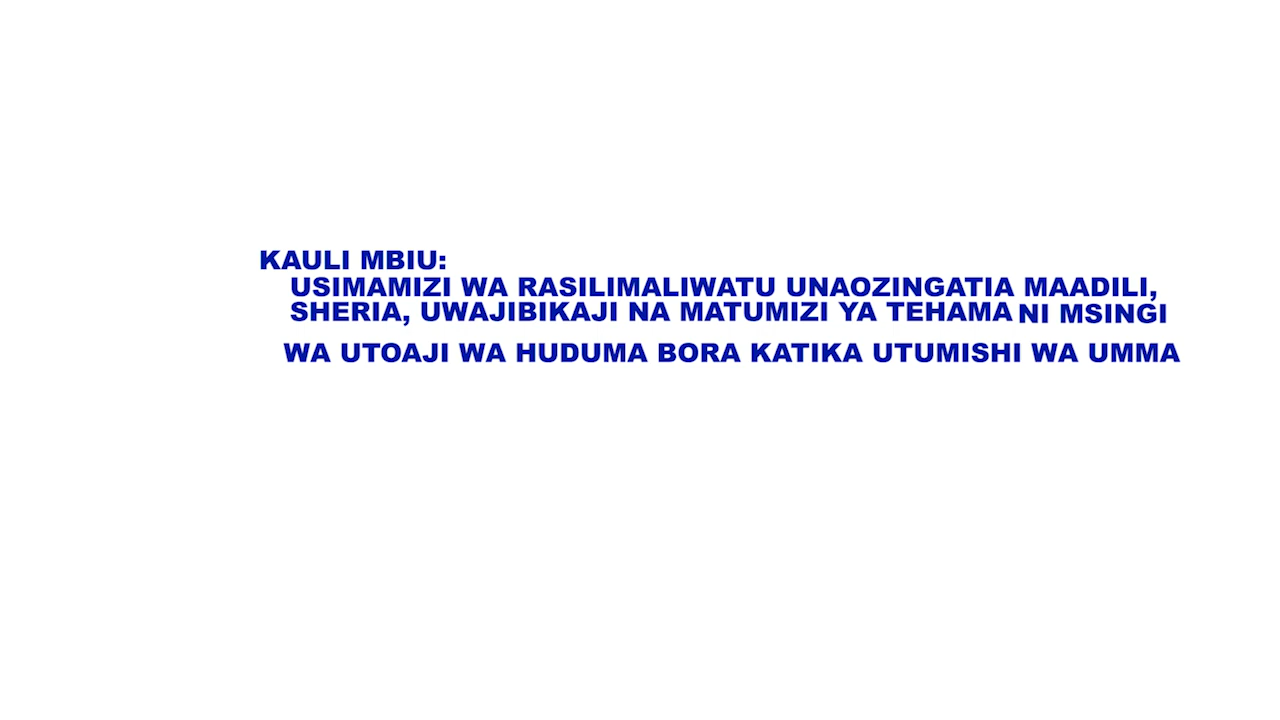 KAULI MBIU:
USIMAMIZI WA RASILIMALIWATU UNAOZINGATIA MAADILI,
SHERIA, UWAJIBIKAJI NA MATUMIZI YA TEHAMA NI MSINGI
WA UTOAJI WA HUDUMA BORA KATIKA UTUMISHI WA UMMA